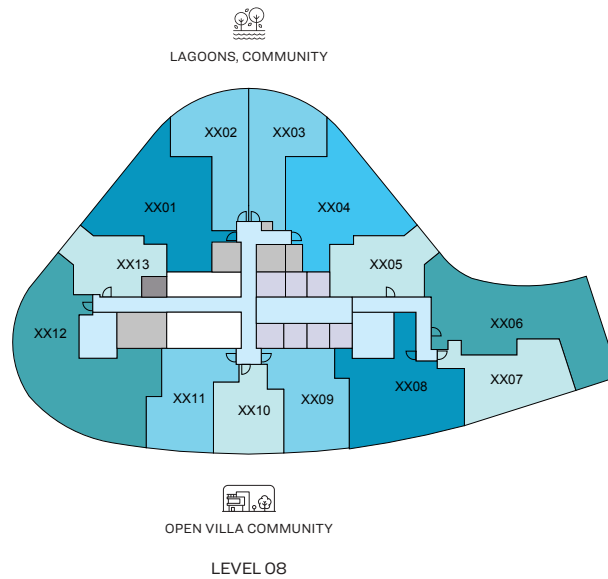 LAGOONS, COMMUNITY
XX02
XX03
XX01
XX04
XX13
XX05
XX12
XX06
XX11
XX10
XX09
XX08
XX07
OPEN VILLA COMMUNITY
LEVEL 08